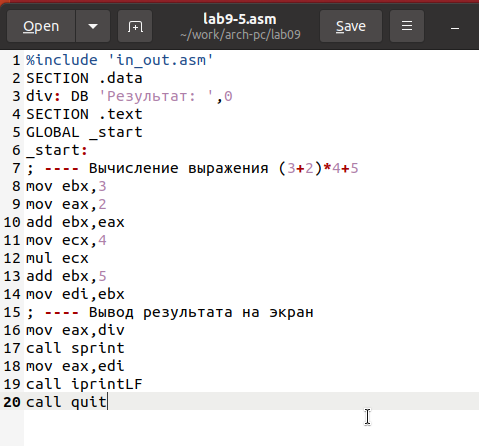 Open
lab9-5.asm
~/work/arch-pc/lab09
Save
1 %include 'in_out.asm'
2 SECTION .data
3 div: DB 'Результат: ',0
4 SECTION .text
5 GLOBAL _start
6 _start:
7 ; ---- Вычисление выражения (3+2)*4+5
8 mov ebx,3
9 mov eax,2
10 add ebx,eax
11 mov ecx,4
12 mul ecx
13 add ebx,5
14 mov edi,ebx
15 ; ---- Вывод результата на экран
16 mov eax,div
17 call sprint
18 mov eax,edi
19 call iprintLF
20 call quit